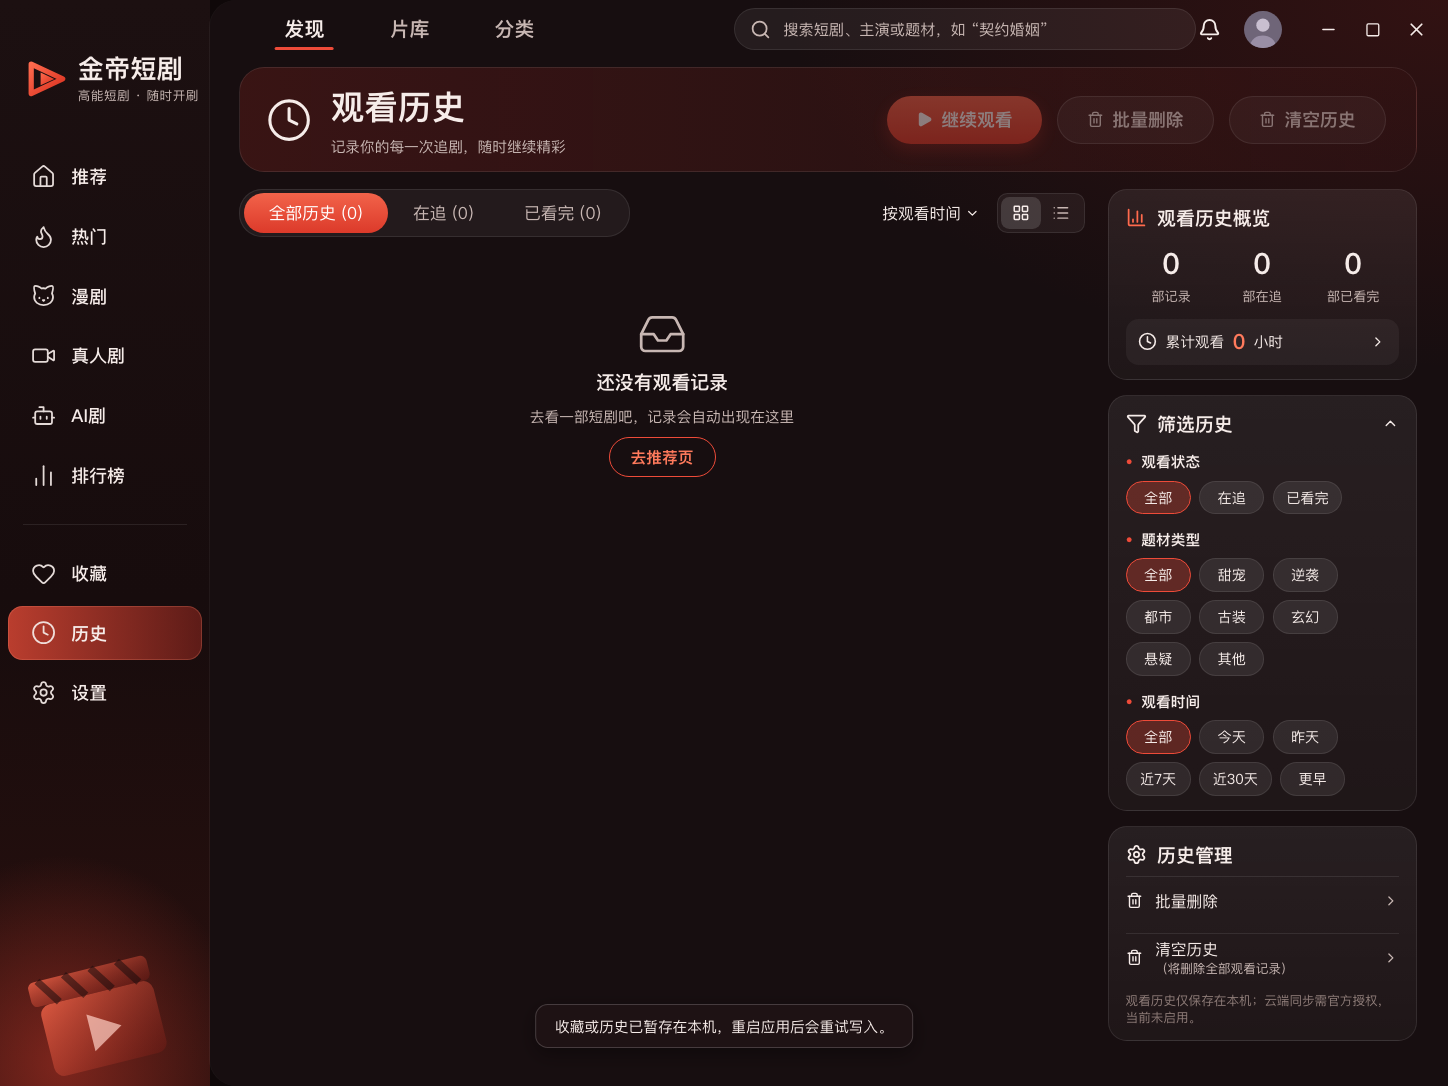 金帝短剧
高能短剧 · 随时开刷
推荐
热门
漫剧
真人剧
AI剧
排行榜
收藏
历史
设置
发现
片库
分类
搜索短剧、主演或题材，如 “契约婚姻”
观看历史
记录你的每一次追剧，随时继续精彩
继续观看
批量删除
清空历史
全部历史 (0)
在追 (0)
已看完 (0)
按观看时间
还没有观看记录
去看一部短剧吧，记录会自动出现在这里
去推荐页
收藏或历史已暂存在本机，重启应用后会重试写入。
观看历史概览
0
部记录
0
部在追
0
部已看完
累计观看 0 小时
筛选历史
• 观看状态
全部
在追
已看完
• 题材类型
全部
甜宠
逆袭
都市
古装
玄幻
悬疑
其他
• 观看时间
全部
今天
昨天
近7天
近30天
更早
历史管理
批量删除
清空历史
（将删除全部观看记录）
观看历史仅保存在本机；云端同步需官方授权，
当前未启用。